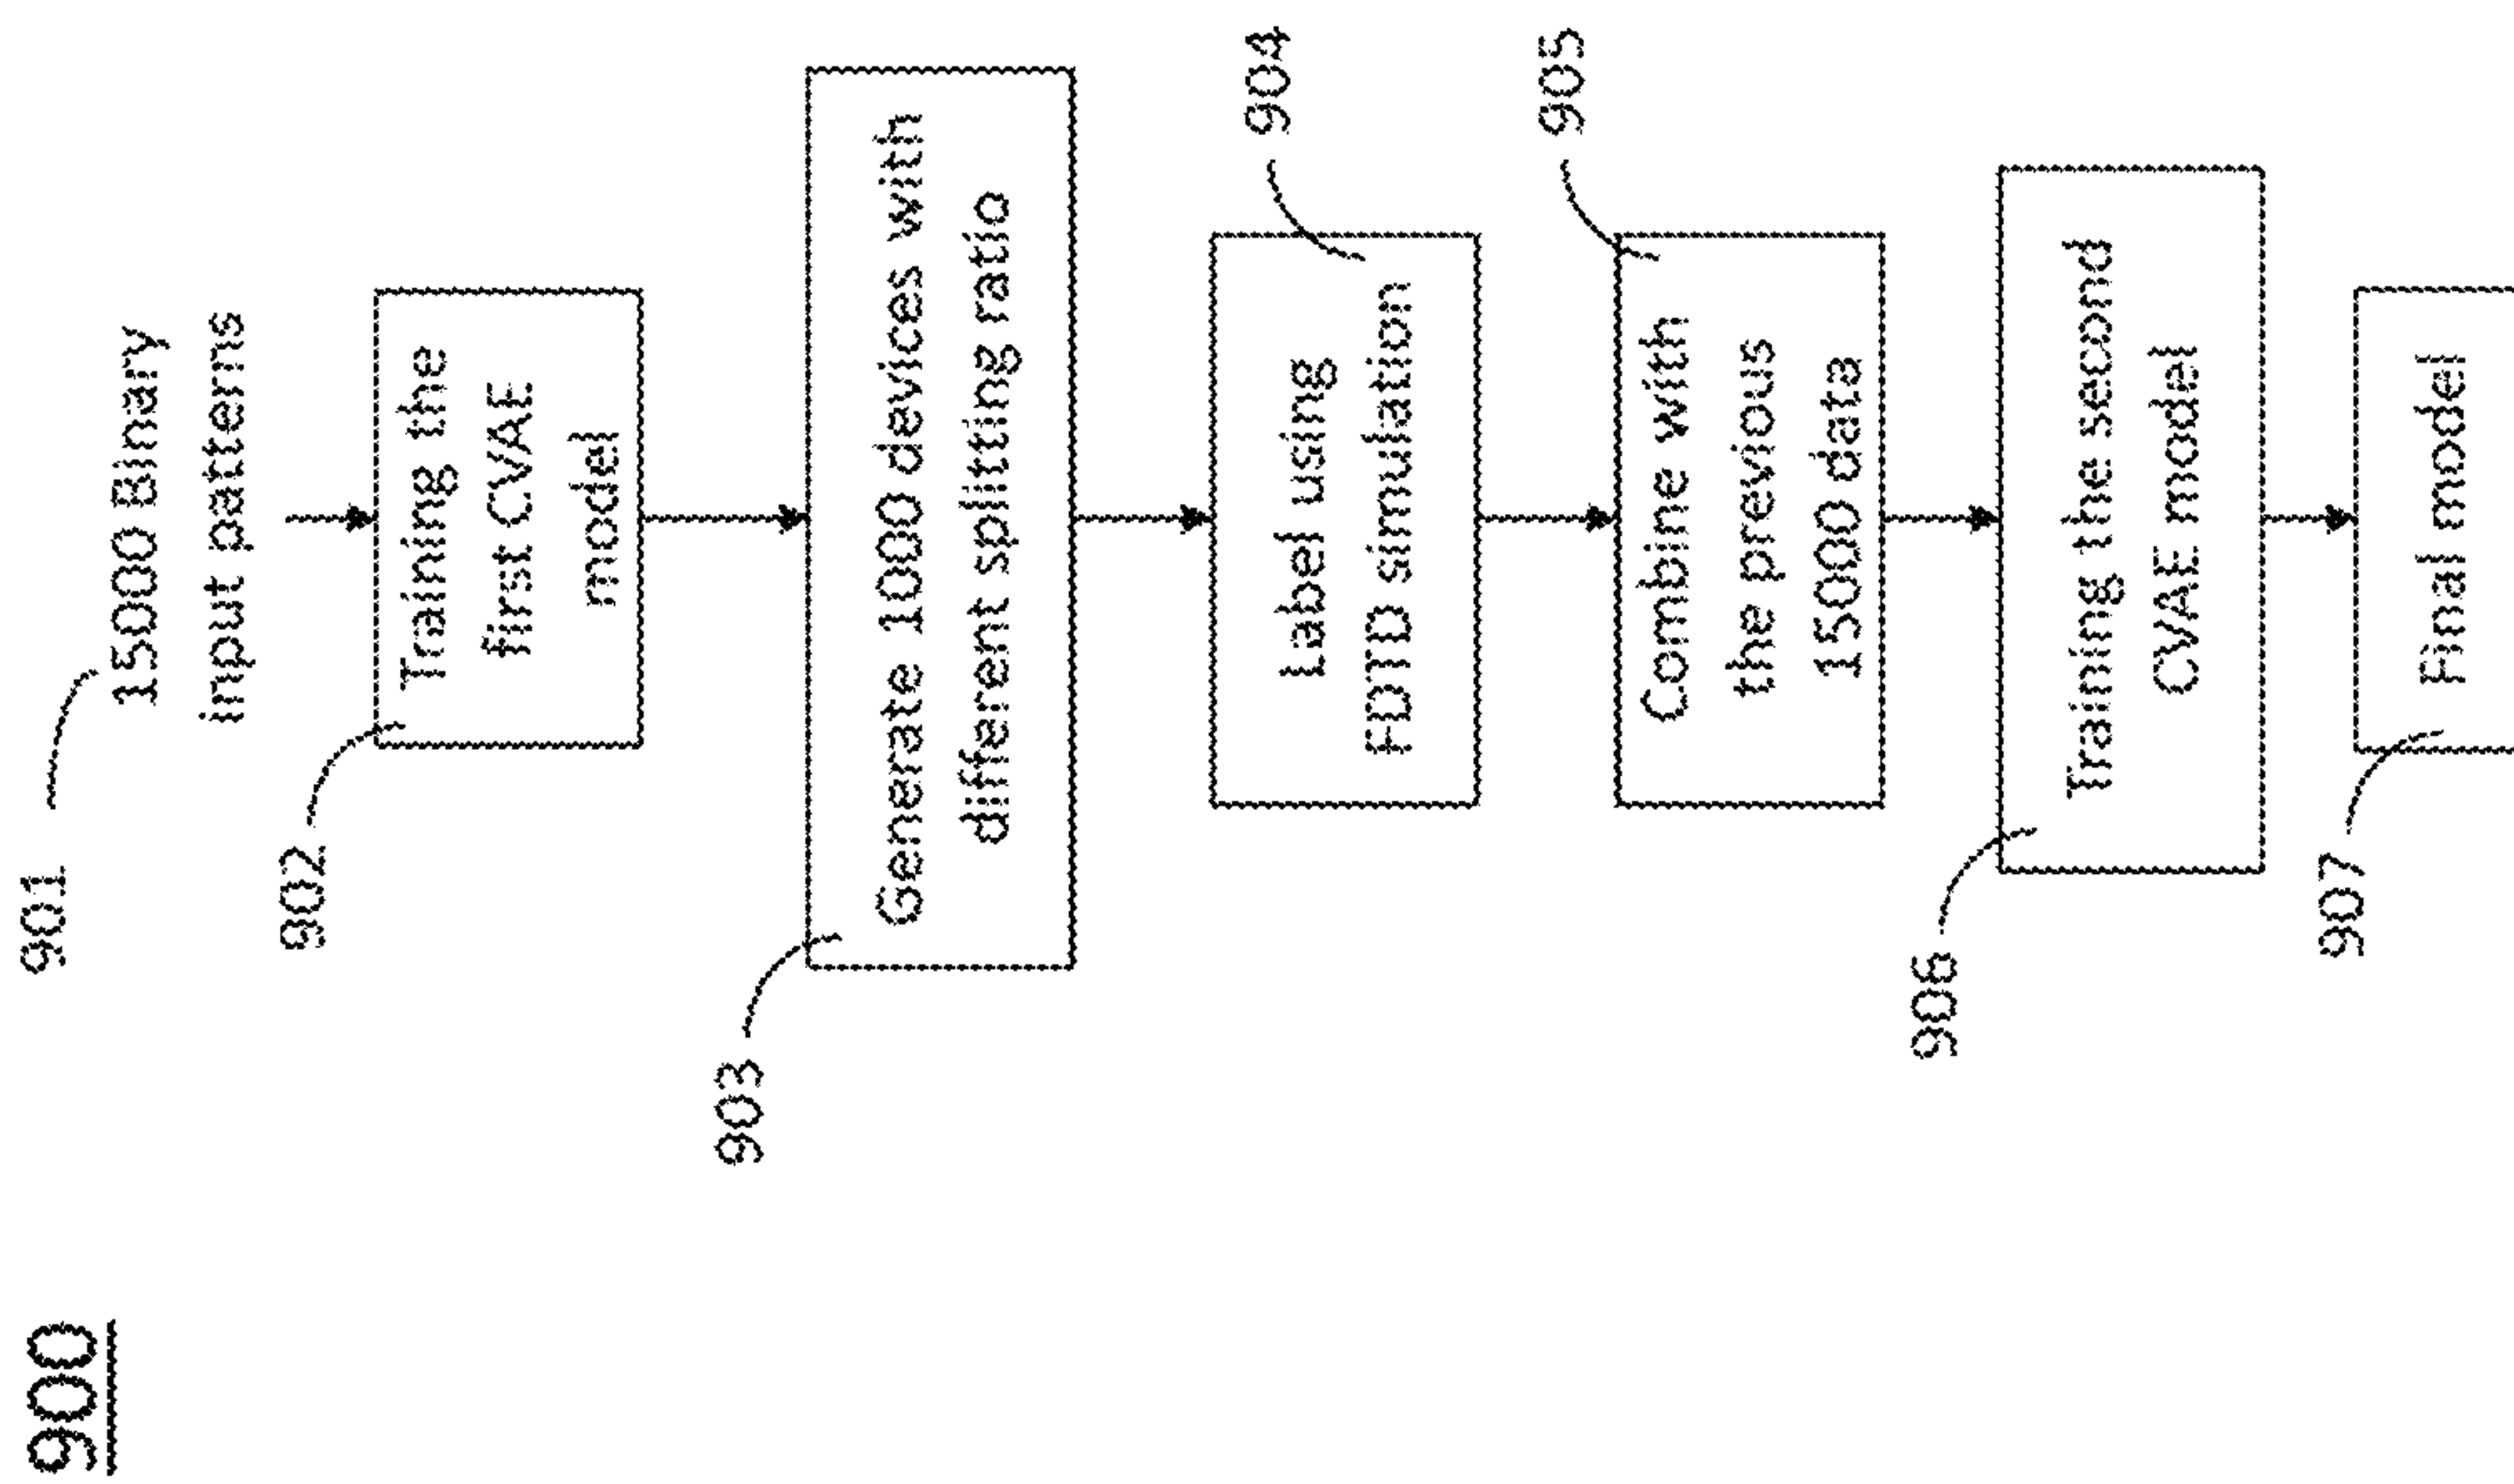 900
901
15000 Binary
input patterns
902
Training the
first CVAE
model
903
Generate 1000 devices with
different splitting ratio
904
Label using
HDTD simulation
905
Combine with
the previous
15000 data
906
Training the second
CVAE model
907
Final model